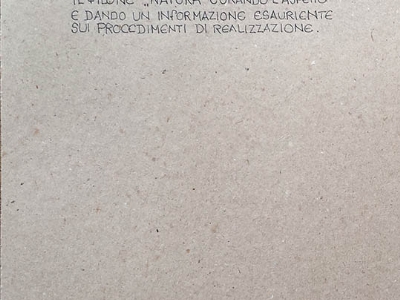 "NATURA CURANDO L'ASPETTO
E DANDO UN INFORMAZIONE ESAURIENTE
SUI PROCEDIMENTI DI REALIZZAZIONE.